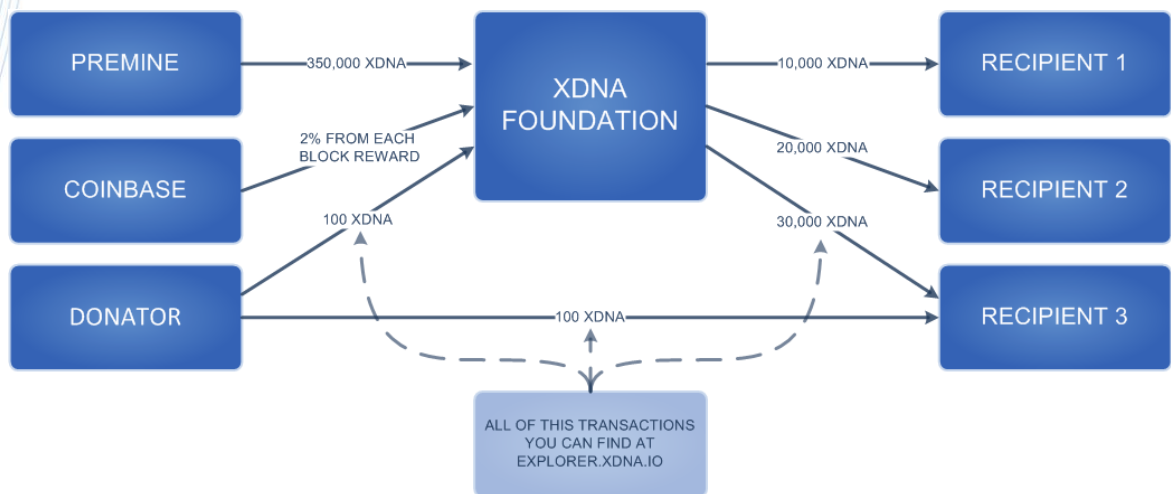 PREMINE
350,000 XDNA
XDNA
FOUNDATION
10,000 XDNA
RECIPIENT 1
2% FROM EACH
BLOCK REWARD
20,000 XDNA
COINBASE
RECIPIENT 2
100 XDNA
30,000 XDNA
DONATOR
100 XDNA
RECIPIENT 3
ALL OF THIS TRANSACTIONS
YOU CAN FIND AT
EXPLORER.XDNA.IO